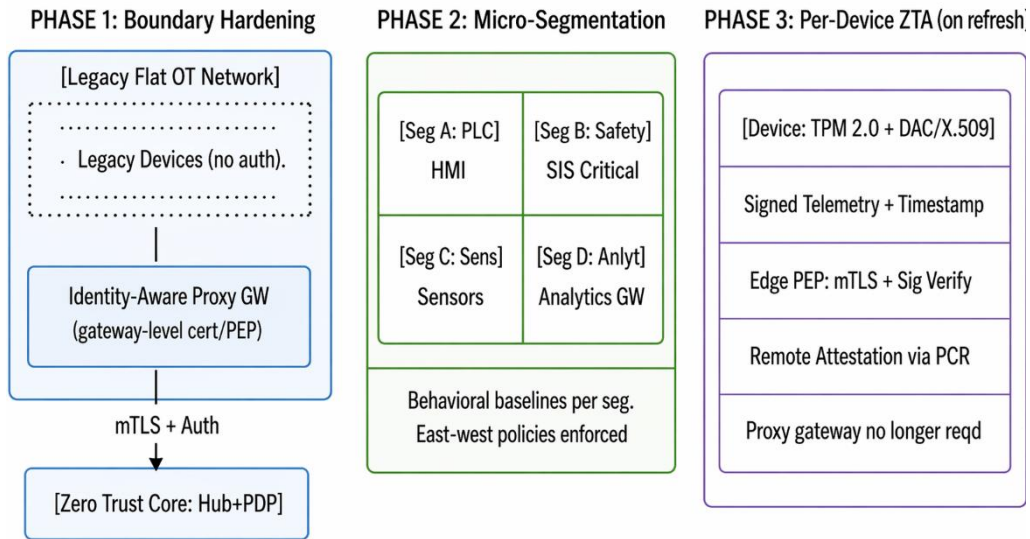 PHASE 1: Boundary Hardening
[Legacy Flat OT Network]
· Legacy Devices (no auth).
Identity-Aware Proxy GW
(gateway-level cert/PEP)
mTLS + Auth
[Zero Trust Core: Hub+PDP]
PHASE 2: Micro-Segmentation
[Seg A: PLC]
HMI
[Seg B: Safety]
SIS Critical
[Seg C: Sens]
Sensors
[Seg D: Anlyt]
Analytics GW
Behavioral baselines per seg.
East-west policies enforced
PHASE 3: Per-Device ZTA (on refresh)
[Device: TPM 2.0 + DAC/X.509]
Signed Telemetry + Timestamp
Edge PEP: mTLS + Sig Verify
Remote Attestation via PCR
Proxy gateway no longer reqd